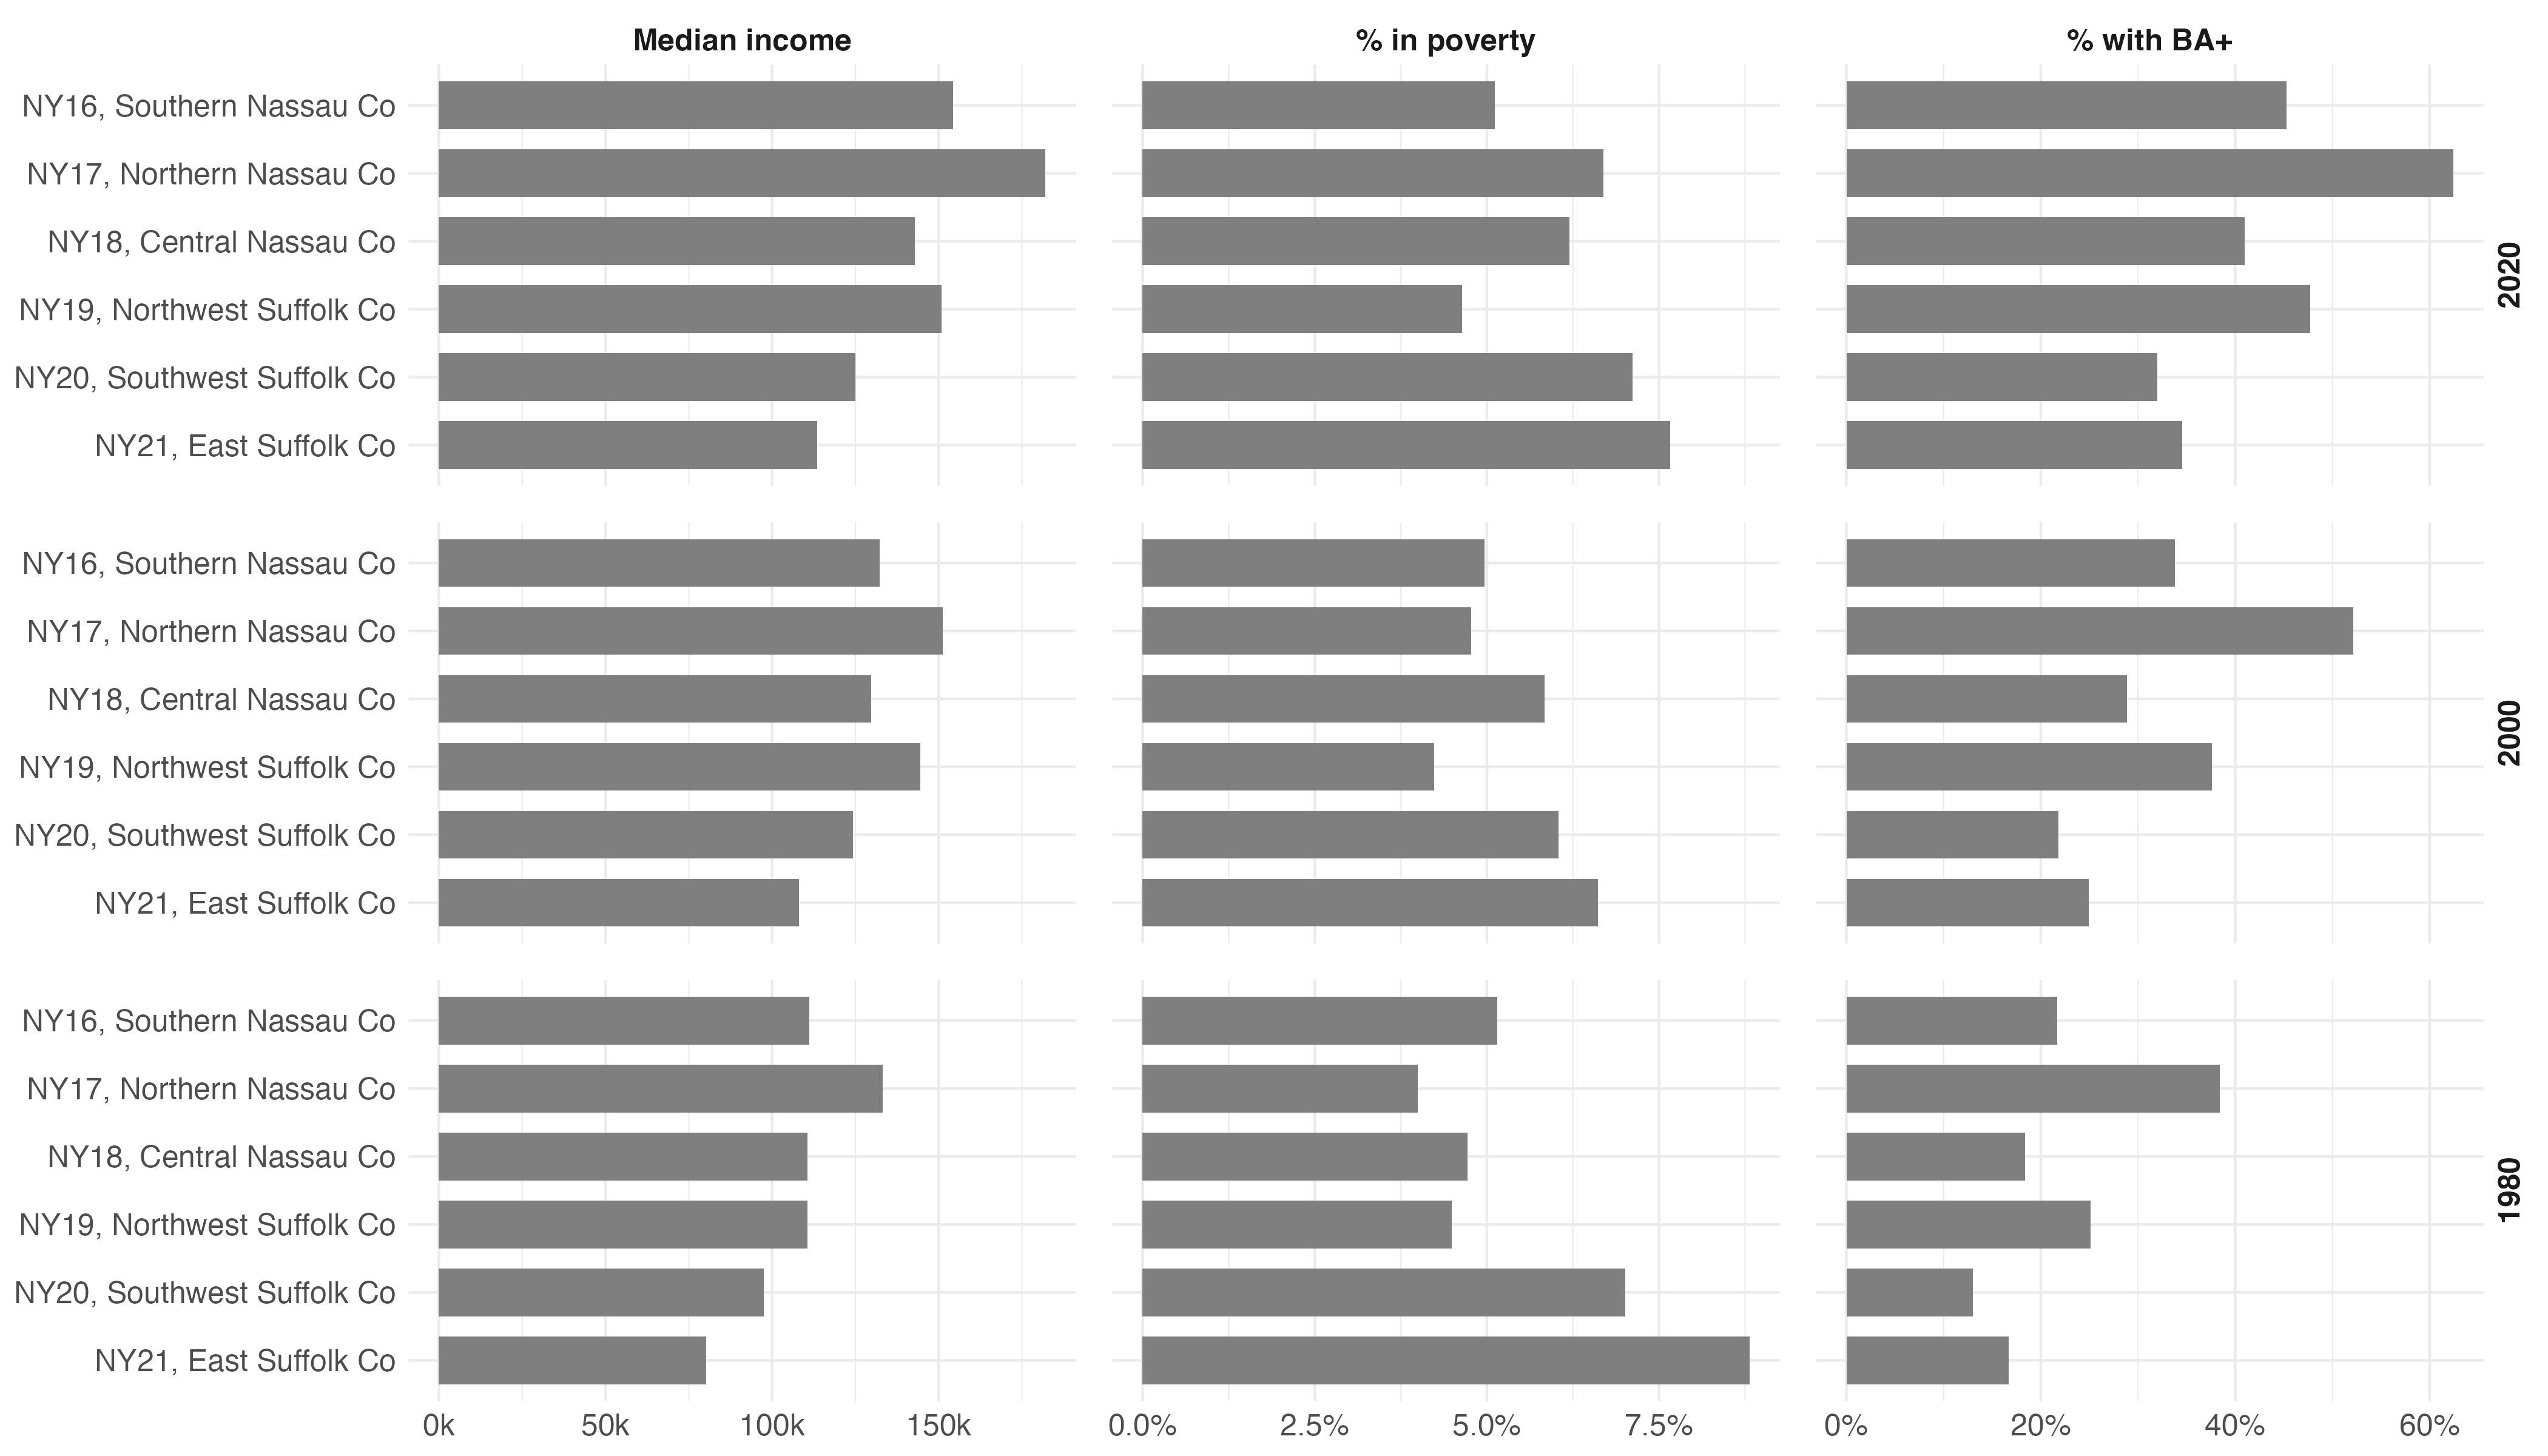 Median income
% in poverty
% with BA+
NY16, Southern Nassau Co
NY17, Northern Nassau Co
NY18, Central Nassau Co
NY19, Northwest Suffolk Co
NY20, Southwest Suffolk Co
NY21, East Suffolk Co
2020
NY16, Southern Nassau Co
NY17, Northern Nassau Co
NY18, Central Nassau Co
NY19, Northwest Suffolk Co
NY20, Southwest Suffolk Co
NY21, East Suffolk Co
2000
NY16, Southern Nassau Co
NY17, Northern Nassau Co
NY18, Central Nassau Co
NY19, Northwest Suffolk Co
NY20, Southwest Suffolk Co
NY21, East Suffolk Co
1980
0k 50k 100k 150k
0.0% 2.5% 5.0% 7.5%
0% 20% 40% 60%